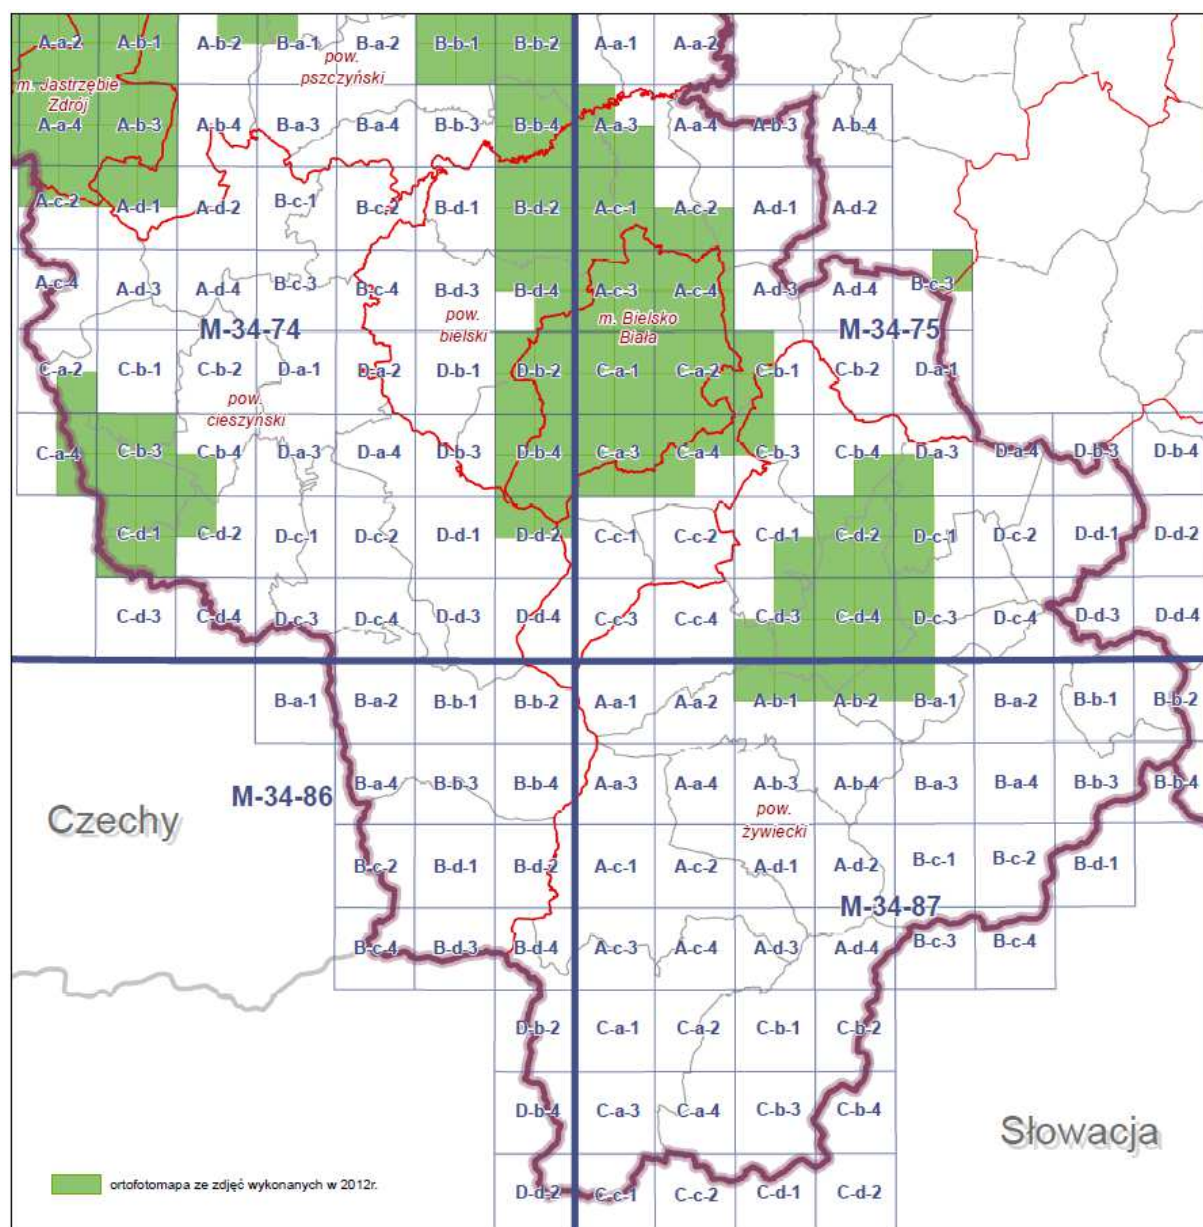 A-a-2 A-b-1 A-b-2 B-a-1 B-a-2 B-b-1 B-b-2 A-a-1 A-a-2
pow.
pszczyński
m. Jastrzębie
Zdrój
A-a-4 A-b-3 A-b-4 B-a-3 B-a-4 B-b-3 B-b-4 A-a-3 A-a-4 A-b-3 A-b-4
A-c-2 A-d-1 A-d-2 B-c-1 B-c-2 B-d-1 B-d-2 A-c-1 A-c-2 A-d-1 A-d-2
A-c-4 A-d-3 A-d-4 B-c-3 B-c-4 B-d-3 B-d-4 A-c-3 A-c-4 A-d-3 A-d-4 B-c-3
M-34-74
pow.
bielski
m. Bielsko
Biała
M-34-75
C-a-2 C-b-1 C-b-2 D-a-1 D-a-2 D-b-1 D-b-2 C-a-1 C-a-2 C-b-1 C-b-2 D-a-1
pow.
cieszyński
C-a-4 C-b-3 C-b-4 D-a-3 D-a-4 D-b-3 D-b-4 C-a-3 C-a-4 C-b-3 C-b-4 D-a-3 D-a-4 D-b-3 D-b-4
C-d-1 C-d-2 D-c-1 D-c-2 D-d-1 D-d-2 C-c-1 C-c-2 C-d-1 C-d-2 D-c-1 D-c-2 D-d-1 D-d-2
C-d-3 C-d-4 D-c-3 D-c-4 D-d-3 D-d-4 C-c-3 C-c-4 C-d-3 C-d-4 D-c-3 D-c-4 D-d-3 D-d-4
B-a-1 B-a-2 B-b-1 B-b-2 A-a-1 A-a-2 A-b-1 A-b-2 B-a-1 B-a-2 B-b-1 B-b-2
B-a-4 B-b-3 B-b-4 A-a-3 A-a-4 A-b-3 A-b-4 B-a-3 B-a-4 B-b-3 B-b-4
M-34-86
Czechy
pow.
żywiecki
B-c-2 B-d-1 B-d-2 A-c-1 A-c-2 A-d-1 A-d-2 B-c-1 B-c-2 B-d-1
M-34-87
B-c-4 B-d-3 B-d-4 A-c-3 A-c-4 A-d-3 A-d-4 B-c-3 B-c-4
D-b-2 C-a-1 C-a-2 C-b-1 C-b-2
D-b-4 C-a-3 C-a-4 C-b-3 C-b-4
Słowacja
ortofotomapa ze zdjęć wykonanych w 2012r.
D-d-2 C-c-1 C-c-2 C-d-1 C-d-2